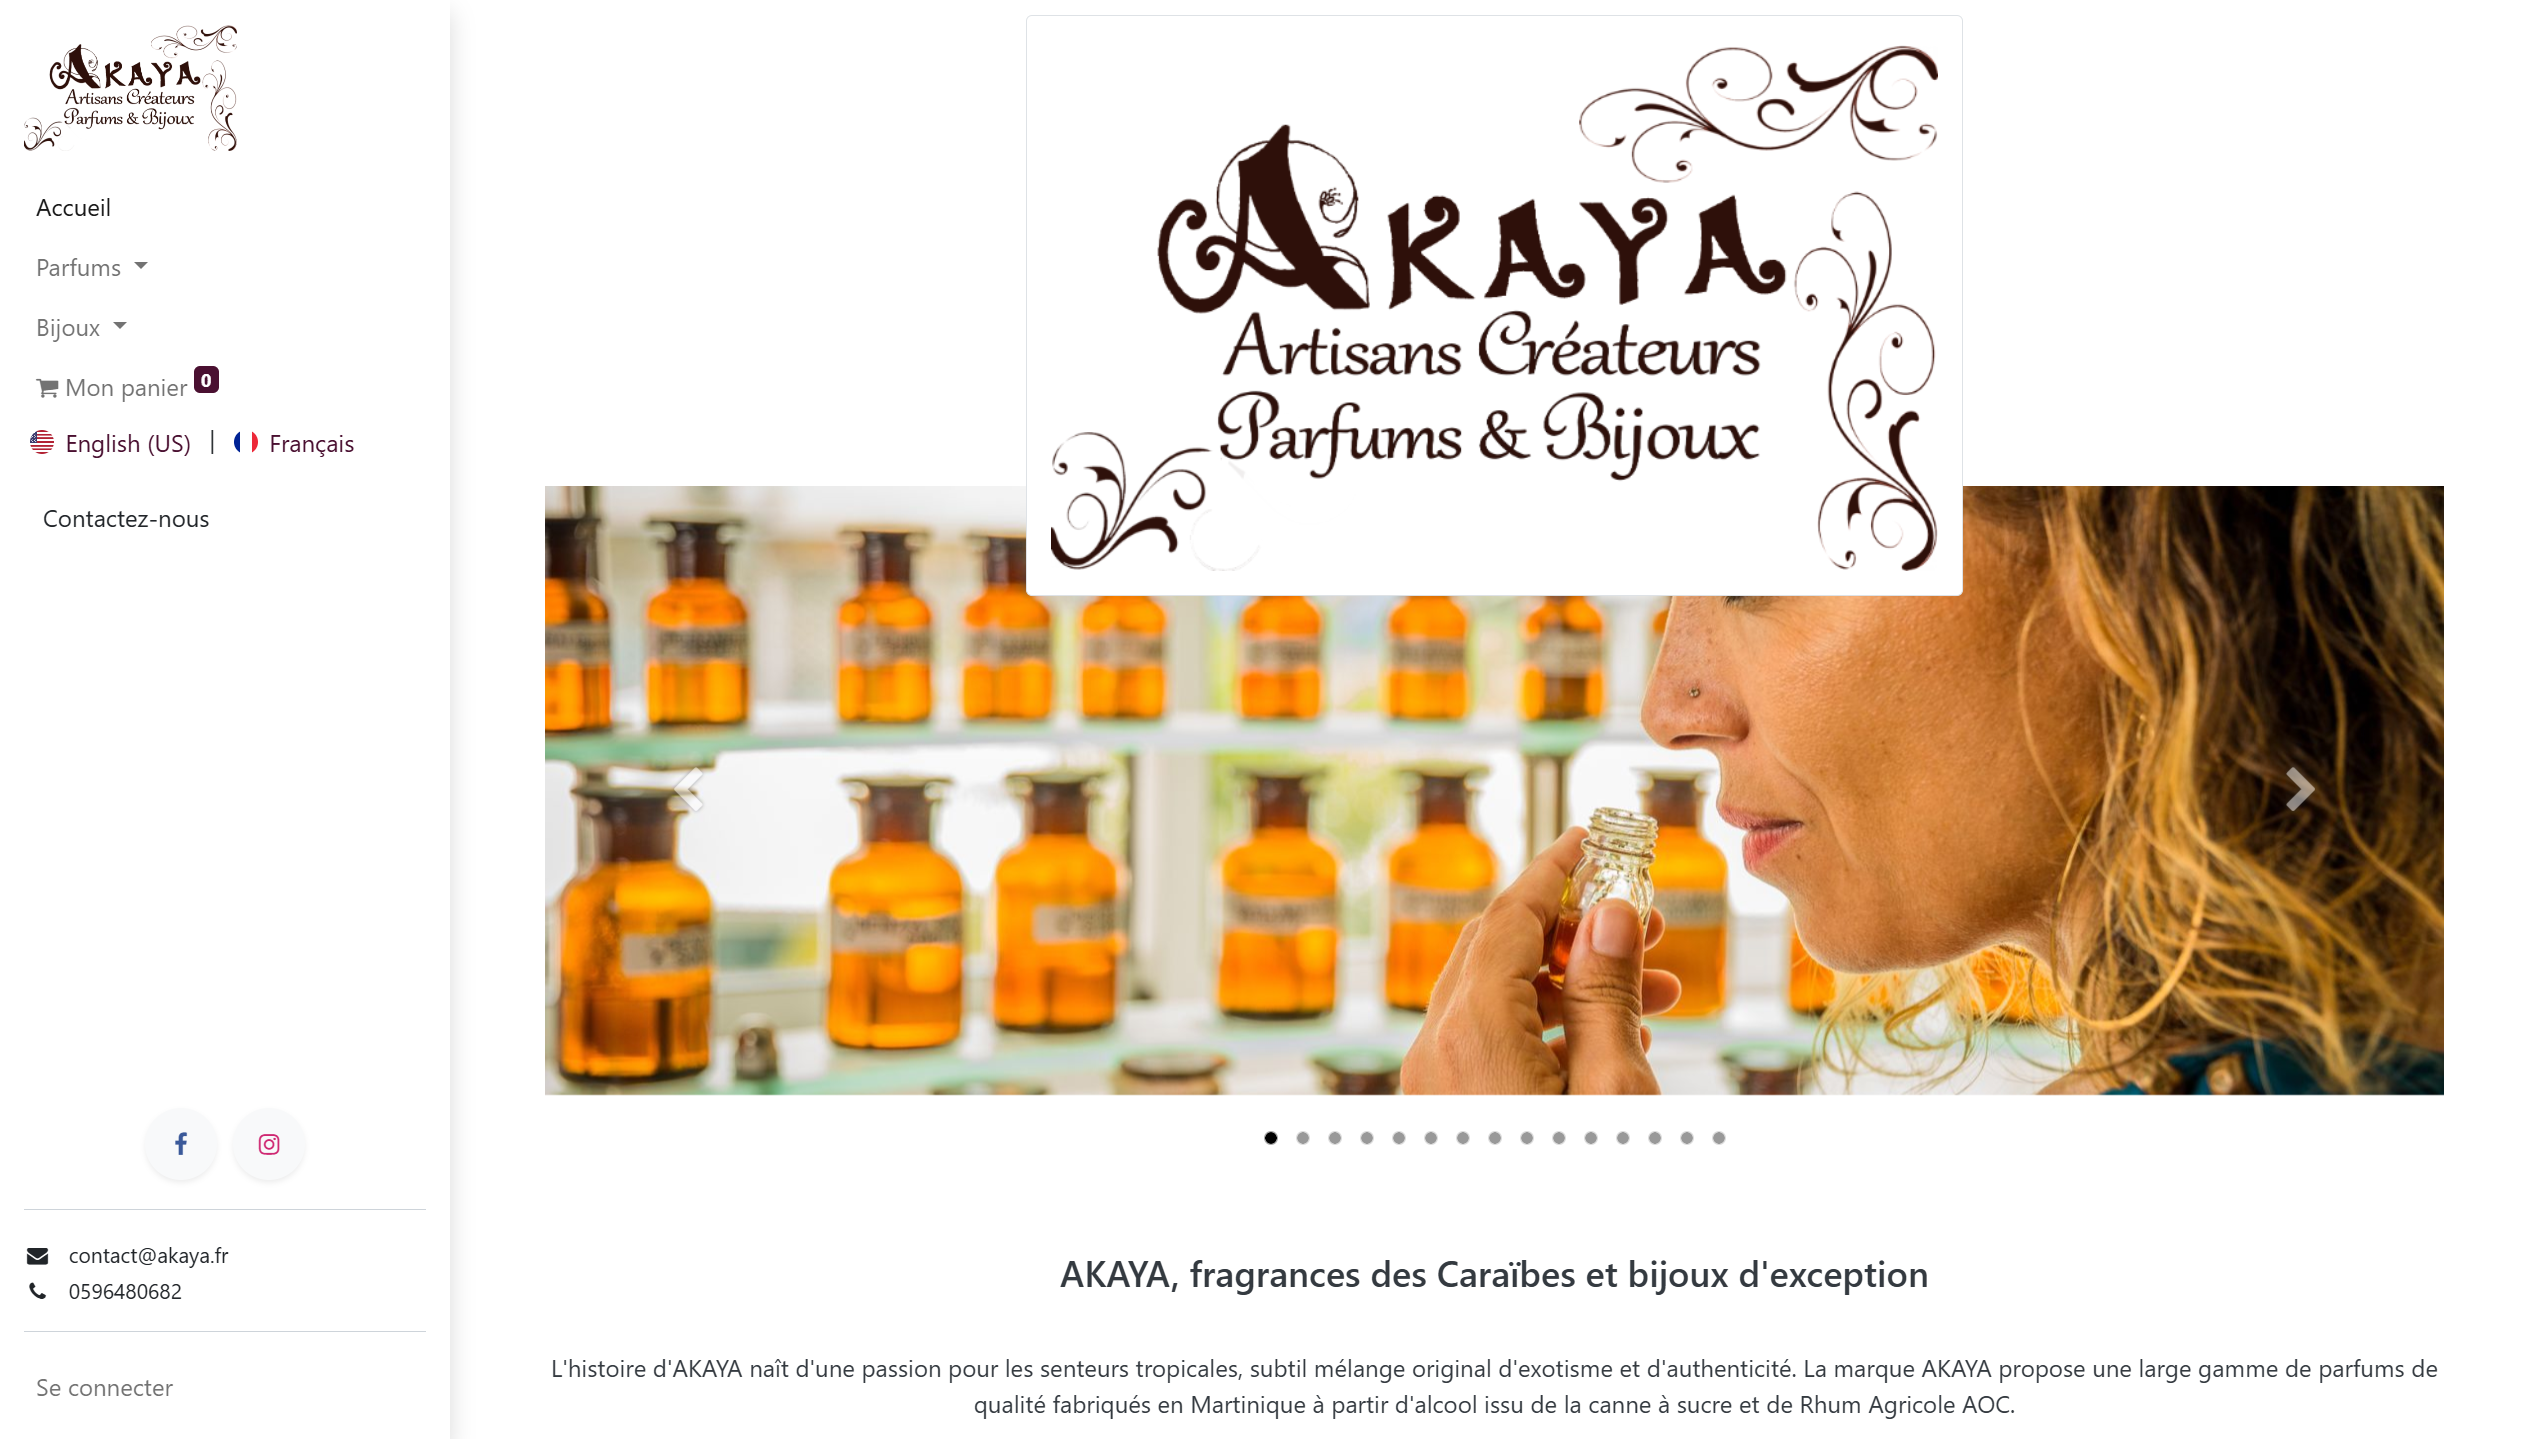 AKAYA
Artisans Créateurs
Parfums & Bijoux
Accueil
Parfums
Bijoux
Mon panier 0
English (US) | Français
Contactez-nous
contact@akaya.fr
0596480682
Se connecter
AKAYA
Artisans Créateurs
Parfums & Bijoux
AKAYA, fragrances des Caraïbes et bijoux d'exception
L'histoire d'AKAYA naît d'une passion pour les senteurs tropicales, subtil mélange original d'exotisme et d'authenticité. La marque AKAYA propose une large gamme de parfums de
qualité fabriqués en Martinique à partir d'alcool issu de la canne à sucre et de Rhum Agricole AOC.